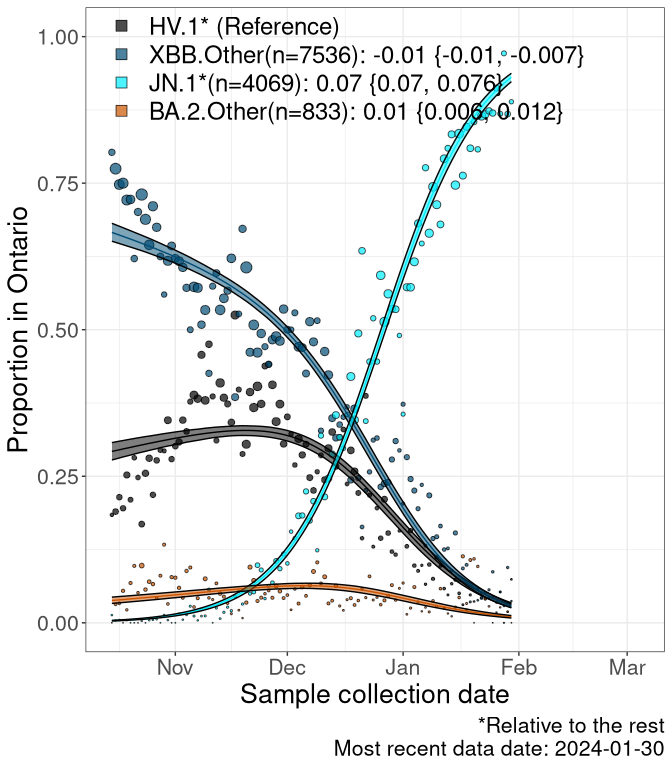 HV.1* (Reference)
XBB.Other(n=7536): -0.01 {-0.01, -0.007}
JN.1*(n=4069): 0.07 {0.07, 0.076}
BA.2.Other(n=833): 0.01 {0.006, 0.012}
1.00
0.75
0.50
0.25
0.00
Proportion in Ontario
Nov Dec Jan Feb Mar
Sample collection date
*Relative to the rest
Most recent data date: 2024-01-30